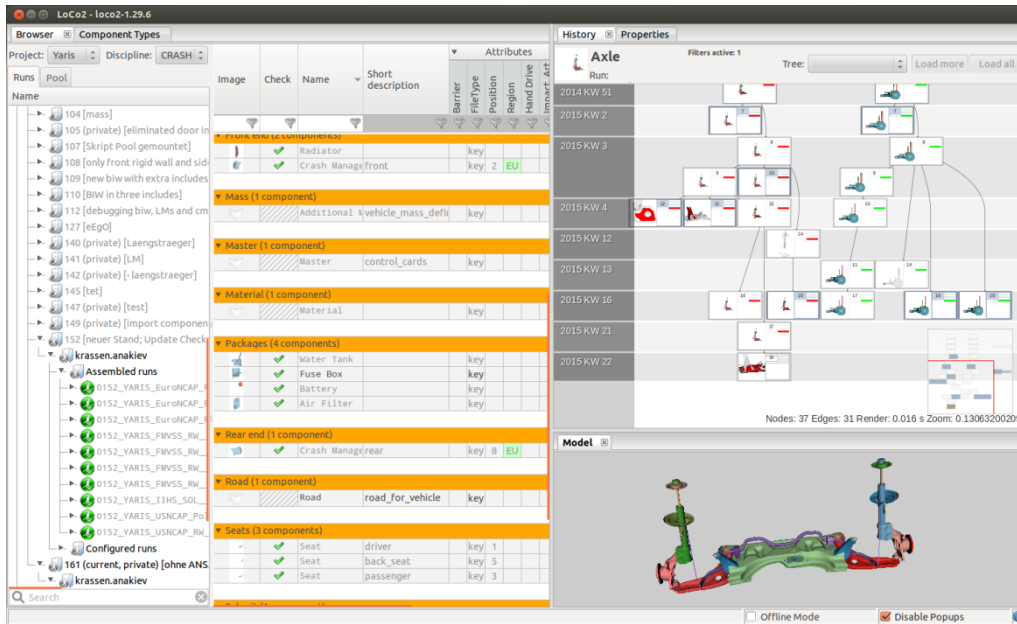 LoCo2 - loco2-1.29.6
Browser Component Types
Project: Yaris Discipline: CRASH
Runs Pool
Name
104 [mass]
105 (private) [eliminated door in
107 [Skript Pool gemountet]
108 [only front rigid wall and side
109 [new biw with extra includes
110 [BIW in three includes]
112 [debugging biw, LMs and cm
127 [eEgO]
140 (private) [Laengstraeger]
141 (private) [LM]
142 (private) [-laengstraeger]
145 [tet]
147 (private) [test]
149 (private) [import componen
152 [neuer Stand; Update Check
krassen.anakiev
Assembled runs
0152_YARIS_EuroNCAP_
0152_YARIS_EuroNCAP_
0152_YARIS_EuroNCAP_
0152_YARIS_FMVSS_RW_
0152_YARIS_FMVSS_RW_
0152_YARIS_FMVSS_RW_
0152_YARIS_FMVSS_RW_
0152_YARIS_IIHS_SOL_
0152_YARIS_USNCAP_Pol
0152_YARIS_USNCAP_RW_
Configured runs
161 (current, private) [ohne ANS
krassen.anakiev
Search
Image Check Name Short description
Attributes
Barrier FileType Position Region Hand Drive Impact
Front end (2 components)
Radiator key
Crash Manage front key 2 EU
Mass (1 component)
Additional vehicle_mass_defi key
Master (1 component)
Master control_cards key
Material (1 component)
Material key
Packages (4 components)
Water Tank key
Fuse Box key
Battery key
Air Filter key
Rear end (1 component)
Crash Manage rear key 8 EU
Road (1 component)
Road road_for_vehicle key
Seats (3 components)
Seat driver key 1
Seat back_seat key 5
Seat passenger key 3
History Properties
Axle
Run:
Filters active: 1
Tree: Load more Load all
2014 KW 51
2015 KW 2
2015 KW 3
2015 KW 4
2015 KW 12
2015 KW 13
2015 KW 16
2015 KW 21
2015 KW 22
Nodes: 37 Edges: 31 Render: 0.016 s Zoom: 0.1306320020
Model
Offline Mode Disable Popups